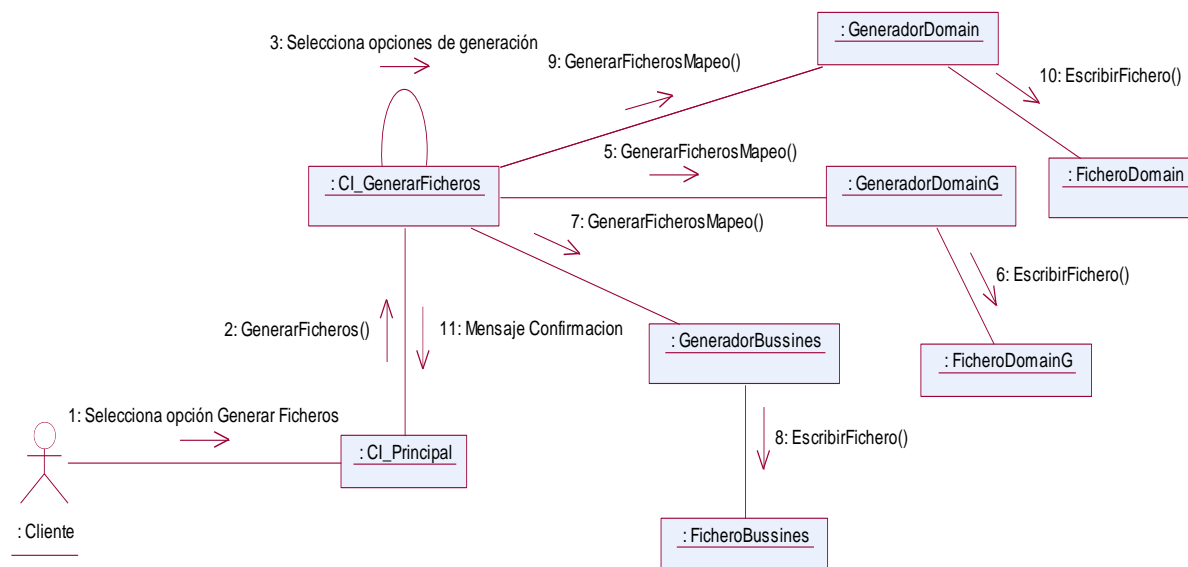 : GeneradorDomain
3: Selecciona opciones de generación
9: GenerarFicherosMapeo()
10: EscribirFichero()
5: GenerarFicherosMapeo()
: CI_GenerarFicheros
: GeneradorDomainG
: FicheroDomain
7: GenerarFicherosMapeo()
6: EscribirFichero()
2: GenerarFicheros()
11: Mensaje Confirmacion
: GeneradorBussines
: FicheroDomainG
1: Selecciona opción Generar Ficheros
8: EscribirFichero()
: CI_Principal
: Cliente
: FicheroBussines